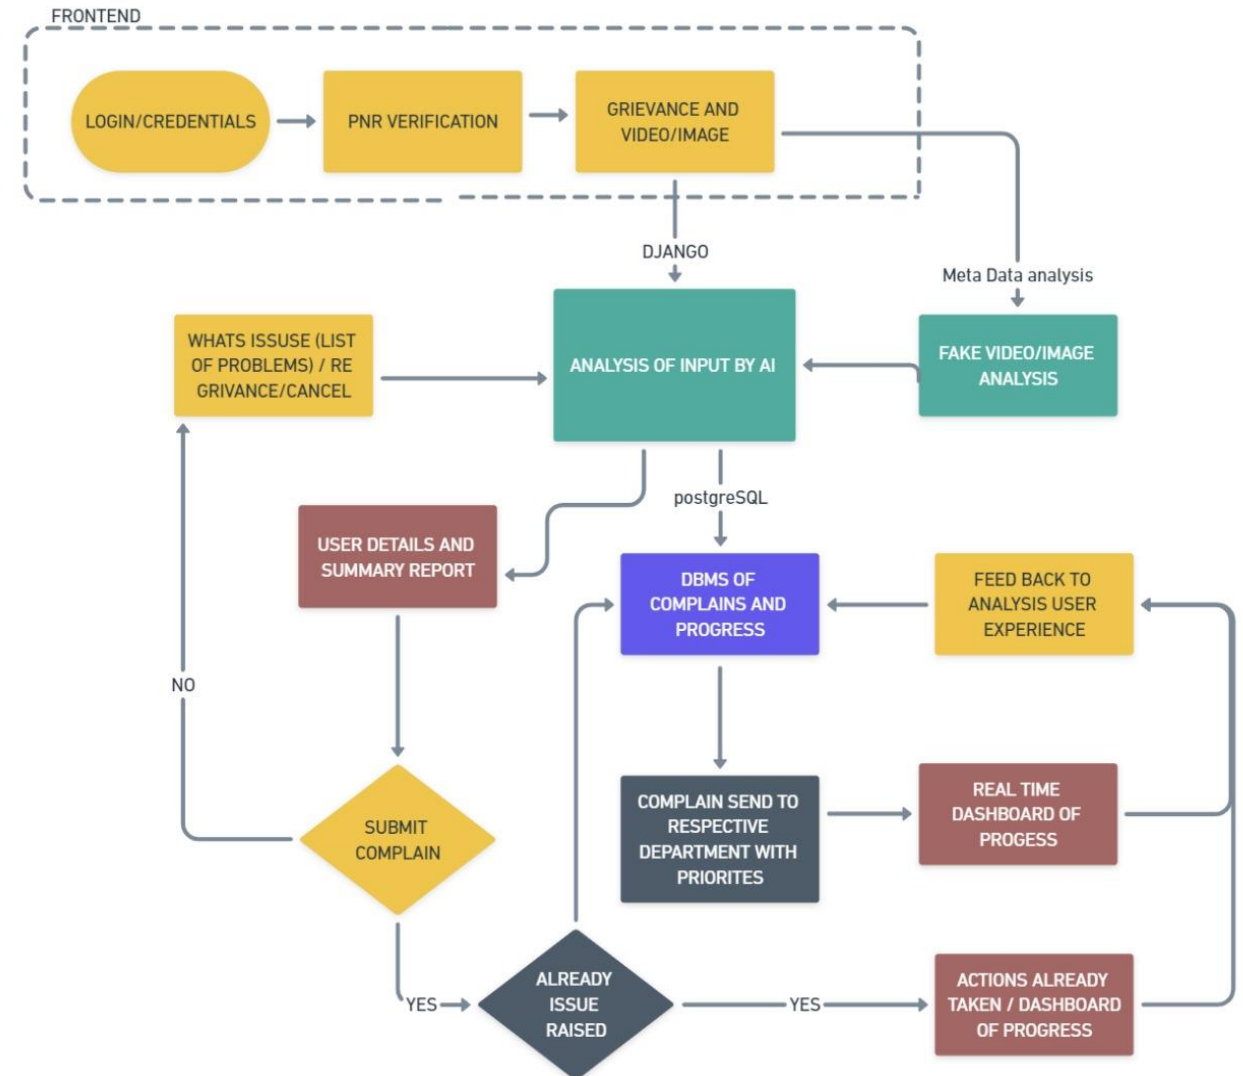 FRONTEND
LOGIN/CREDENTIALS
PNR VERIFICATION
GRIEVANCE AND
VIDEO/IMAGE
DJANGO
Meta Data analysis
WHATS ISSUSE (LIST
OF PROBLEMS) / RE
GRIVANCE/CANCEL
ANALYSIS OF INPUT BY AI
FAKE VIDEO/IMAGE
ANALYSIS
postgreSQL
USER DETAILS AND
SUMMARY REPORT
DBMS OF
COMPLAINS AND
PROGRESS
FEED BACK TO
ANALYSIS USER
EXPERIENCE
NO
SUBMIT
COMPLAIN
COMPLAIN SEND TO
RESPECTIVE
DEPARTMENT WITH
PRIORITES
REAL TIME
DASHBOARD OF
PROGESS
YES
ALREADY
ISSUE
RAISED
YES
ACTIONS ALREADY
TAKEN / DASHBOARD
OF PROGRESS